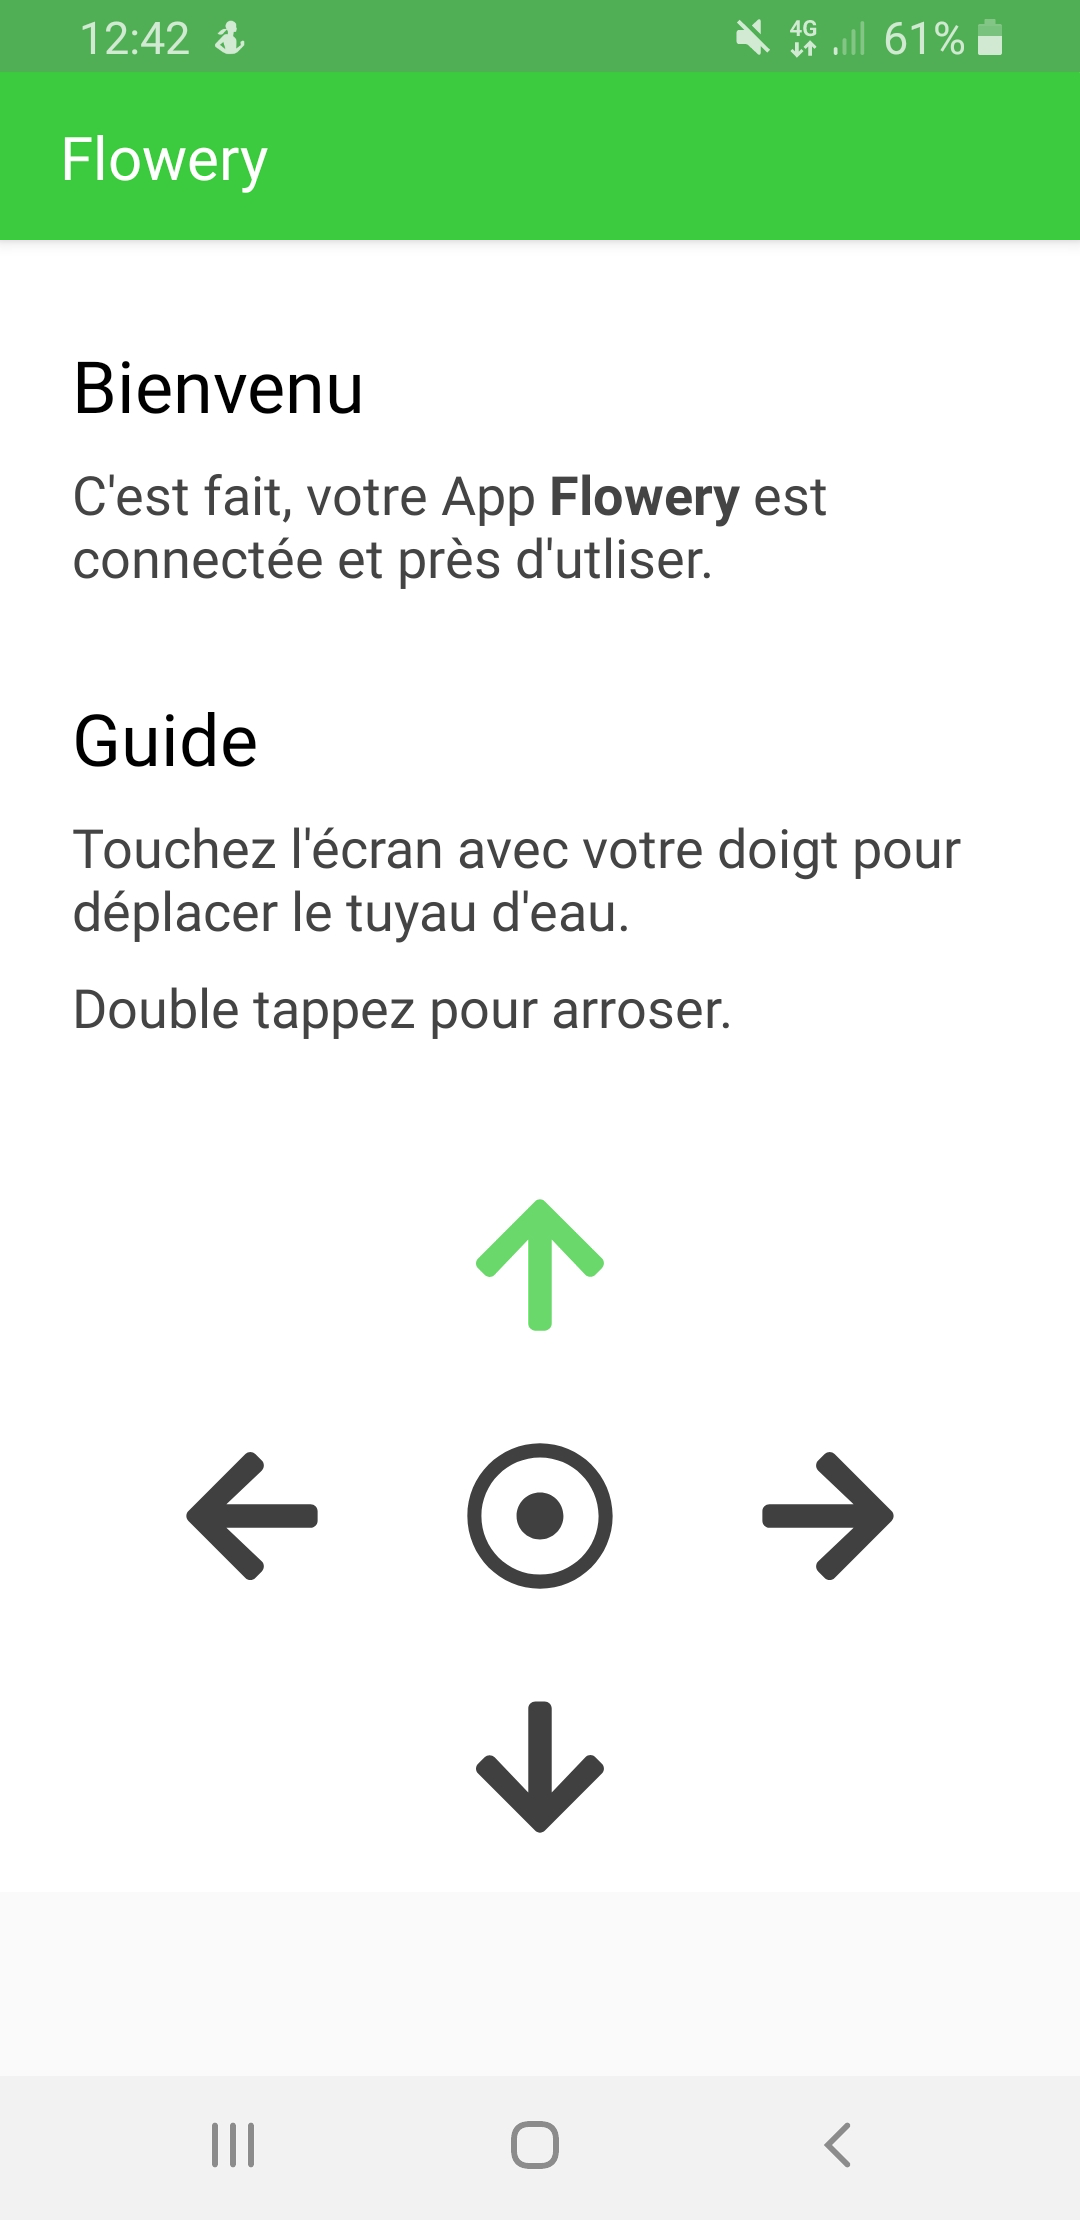 12:42 4G 61%
Flowery
Bienvenu
C'est fait, votre App Flowery est
connectée et près d'utliser.
Guide
Touchez l'écran avec votre doigt pour
déplacer le tuyau d'eau.
Double tappez pour arroser.